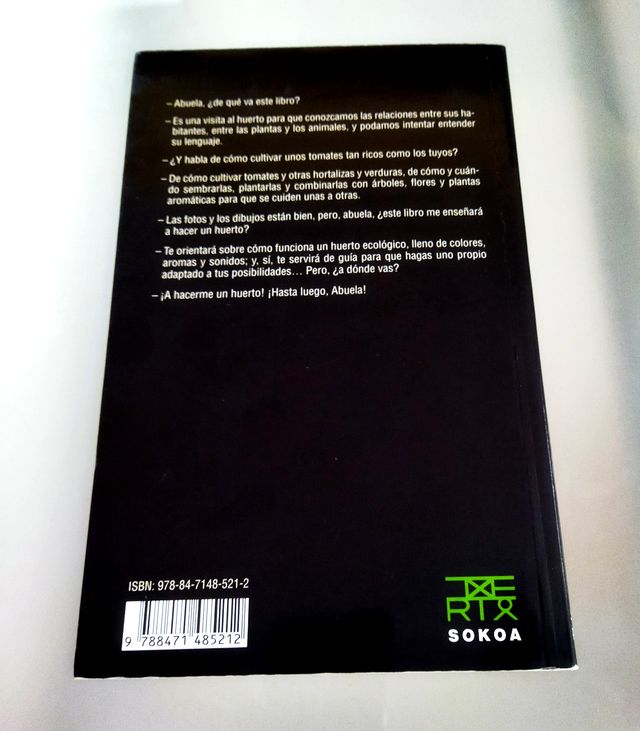 – Abuela, ¿de qué va este libro?
– Es una visita al huerto para que conozcamos las relaciones entre sus ha-
bitantes, entre las plantas y los animales, y podamos intentar entender
su lenguaje.
– ¿Y habla de cómo cultivar unos tomates tan ricos como los tuyos?
– De cómo cultivar tomates y otras hortalizas y verduras, de cómo y cuán-
do sembrarlas, plantarlas y combinarlas con árboles, flores y plantas
aromáticas para que se cuiden unas a otras.
– Las fotos y los dibujos están bien, pero, abuela, ¿este libro me enseñará
a hacer un huerto?
– Te orientará sobre cómo funciona un huerto ecológico, lleno de colores,
aromas y sonidos; y, sí, te servirá de guía para que hagas uno propio
adaptado a tus posibilidades… Pero, ¿a dónde vas?
– ¡A hacerme un huerto! ¡Hasta luego, Abuela!
ISBN: 978-84-7148-521-2
9 788471 485212
TXE
RTA
SOKOA